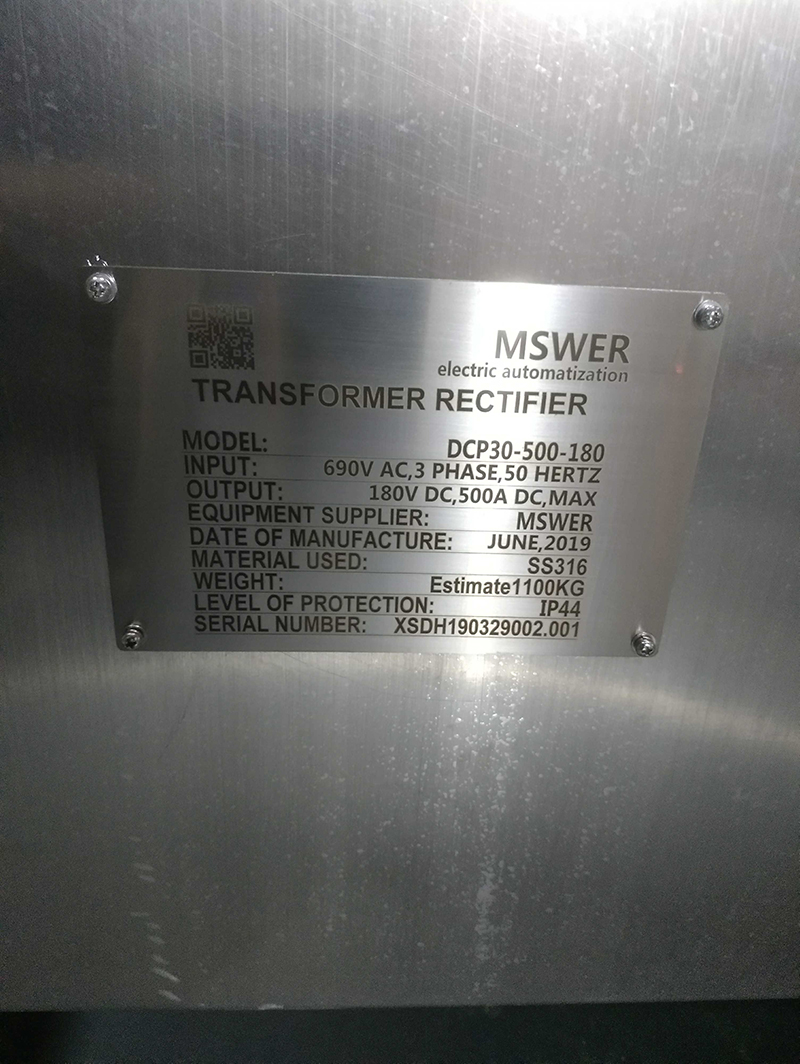 MSWER
electric automatization
TRANSFORMER RECTIFIER
MODEL: DCP30-500-180
INPUT: 690V AC,3 PHASE,50 HERTZ
OUTPUT: 180V DC,500A DC,MAX
EQUIPMENT SUPPLIER: MSWER
DATE OF MANUFACTURE: JUNE,2019
MATERIAL USED: SS316
WEIGHT: Estimate1100KG
LEVEL OF PROTECTION: IP44
SERIAL NUMBER: XSDH190329002.001